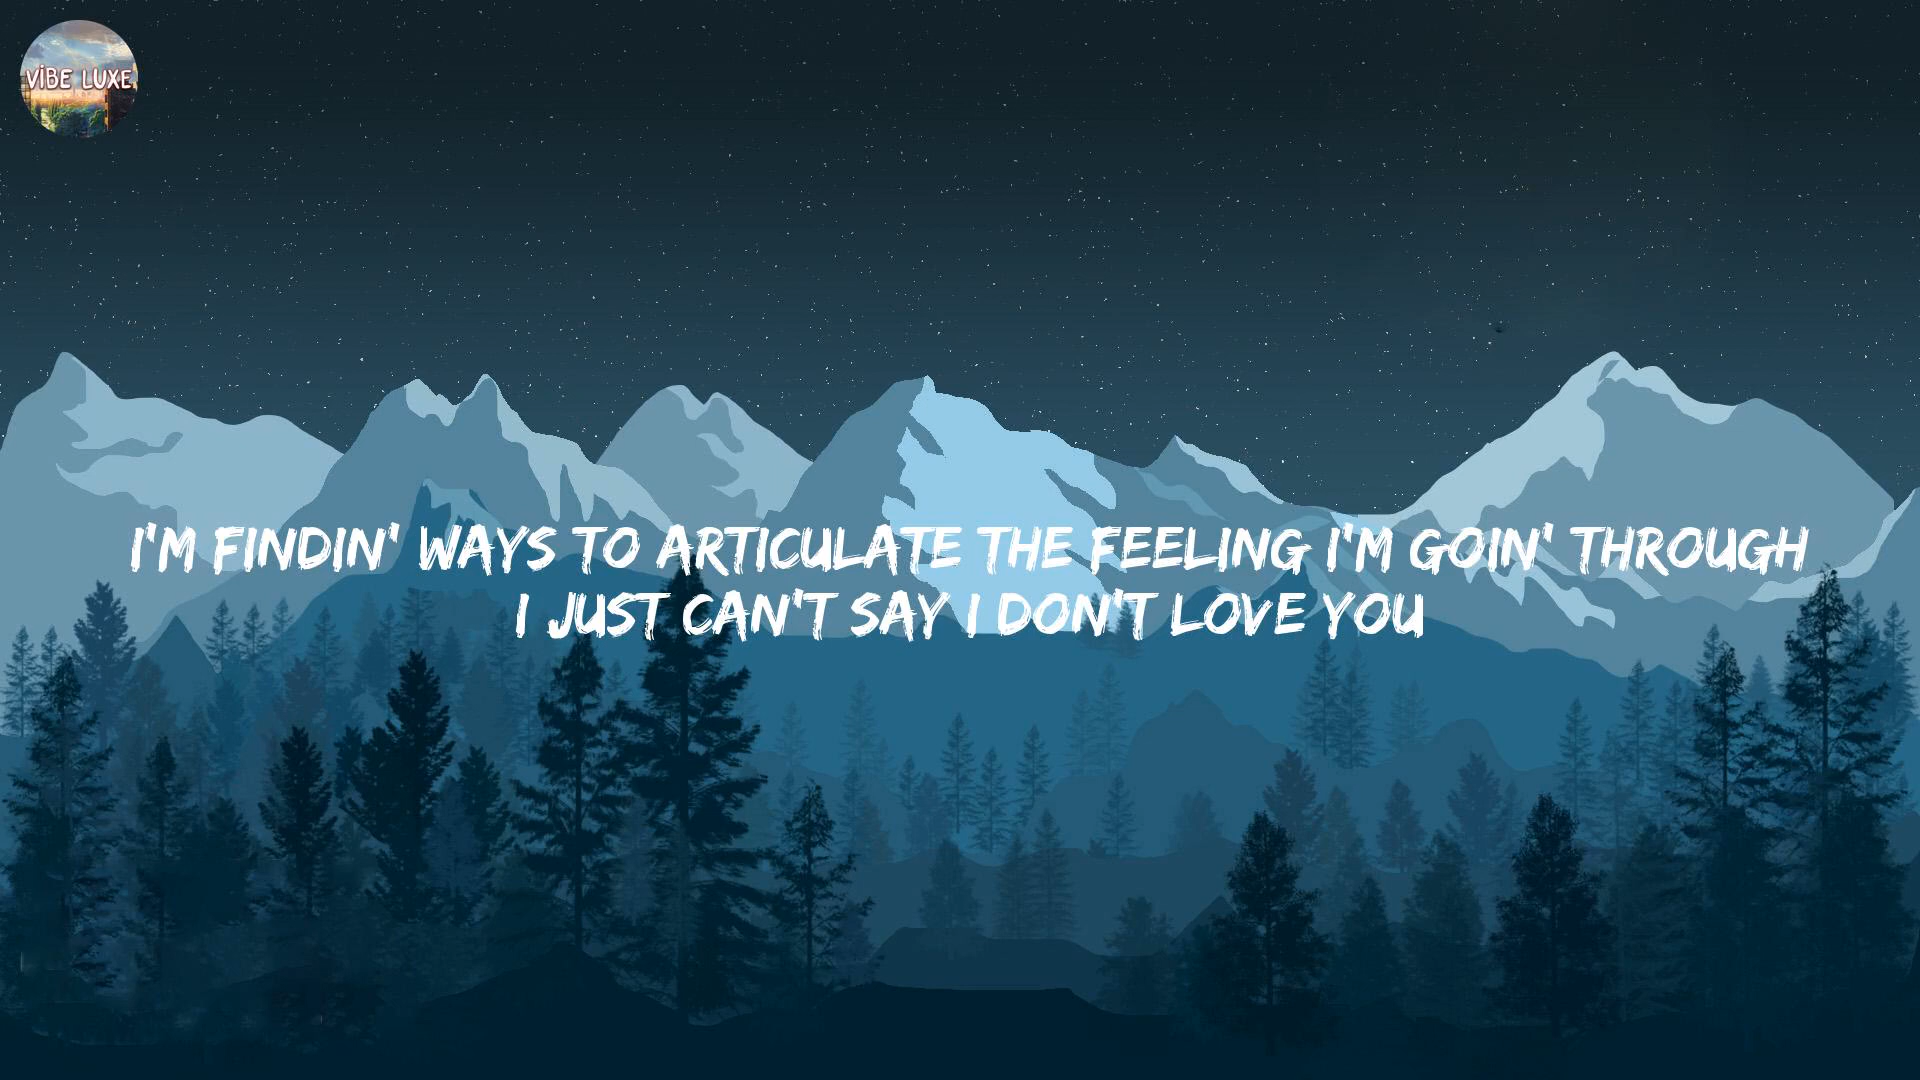 VIBE LUXE
I'M FINDIN' WAYS TO ARTICULATE THE FEELING I'M GOIN' THROUGH
I JUST CAN'T SAY I DON'T LOVE YOU